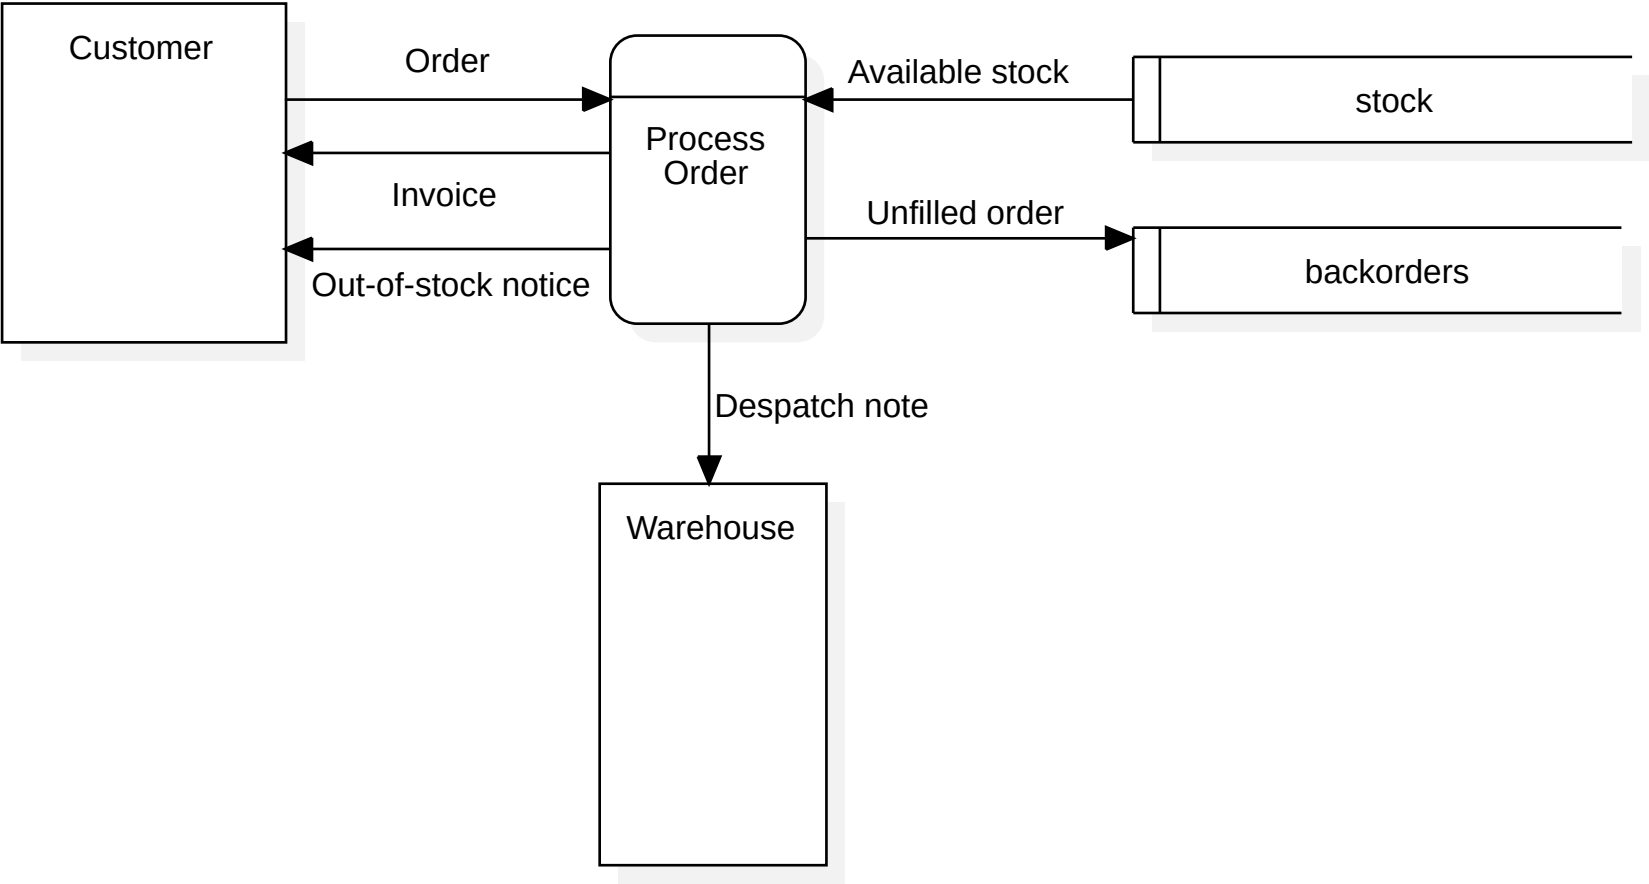 Customer
Order
Available stock
stock
Process
Order
Invoice
Unfilled order
Out-of-stock notice
backorders
Despatch note
Warehouse